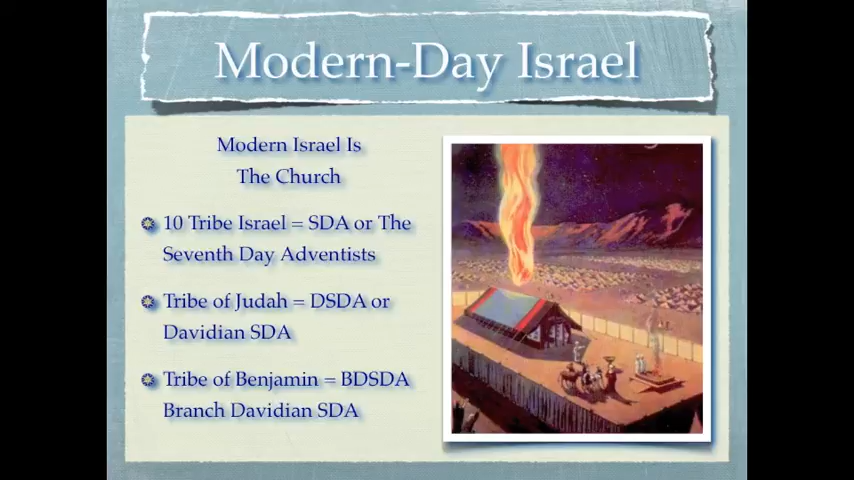 Modern-Day Israel
Modern Israel Is
The Church
10 Tribe Israel = SDA or The
Seventh Day Adventists
Tribe of Judah = DSDA or
Davidian SDA
Tribe of Benjamin = BDSDA
Branch Davidian SDA